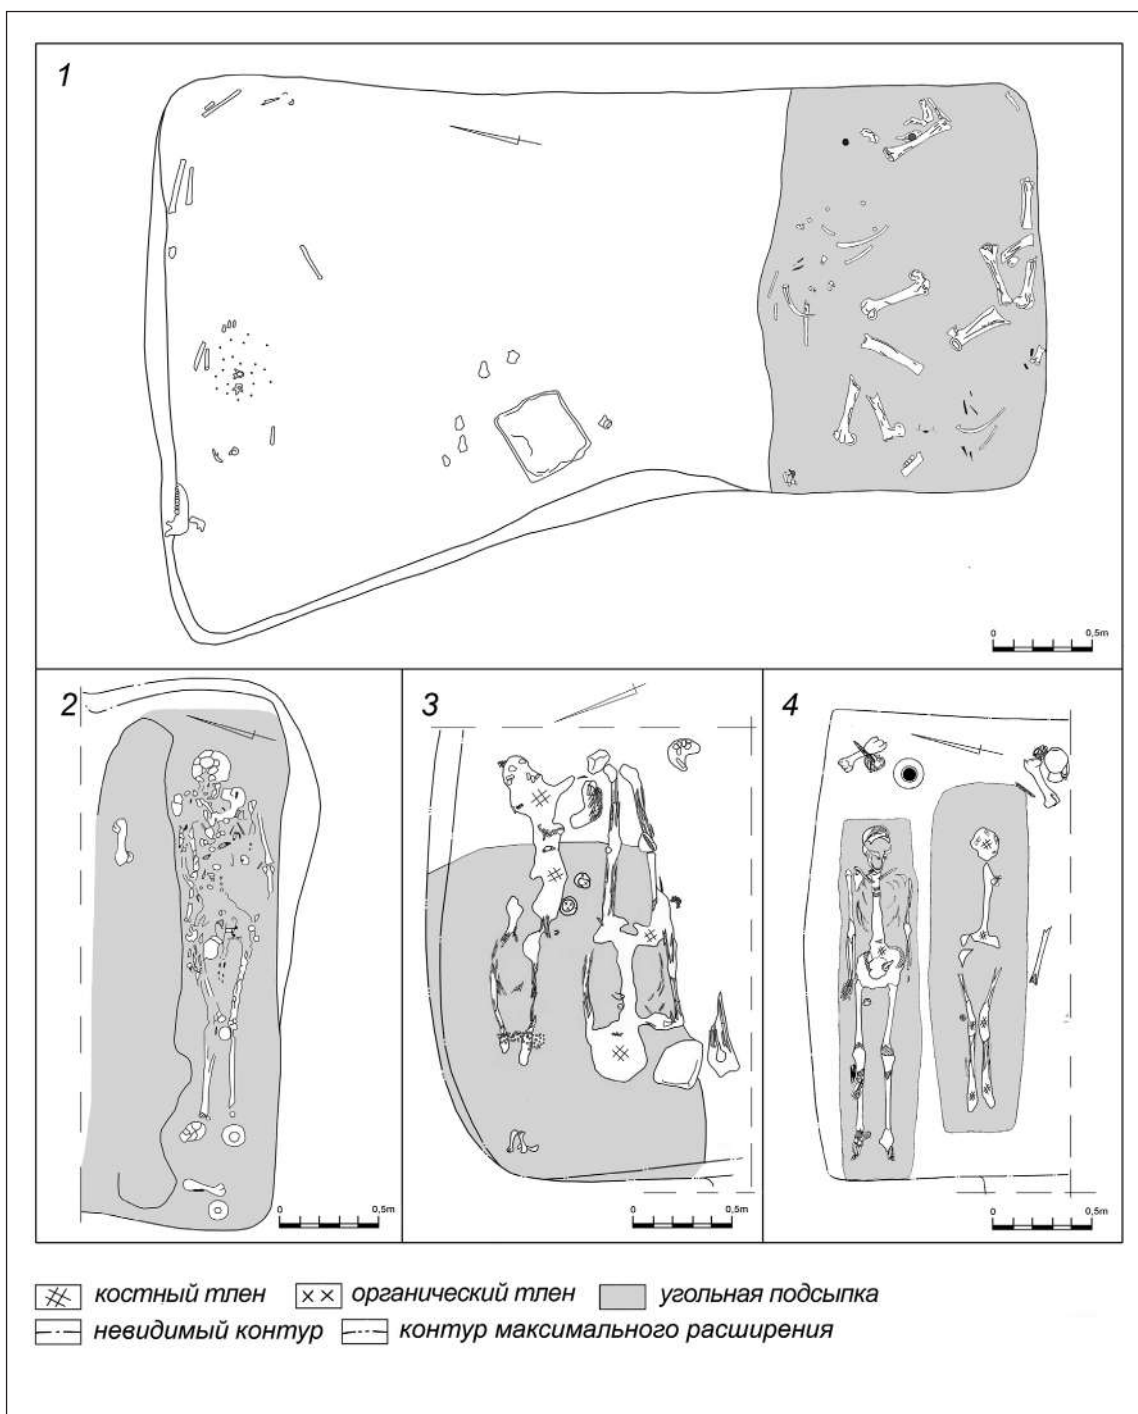 1
0 0,5m
2
3
4
0 0,5m
0 0,5m
0 0,5m
костный тлен органический тлен угольная подсыпка
невидимый контур контур максимального расширения